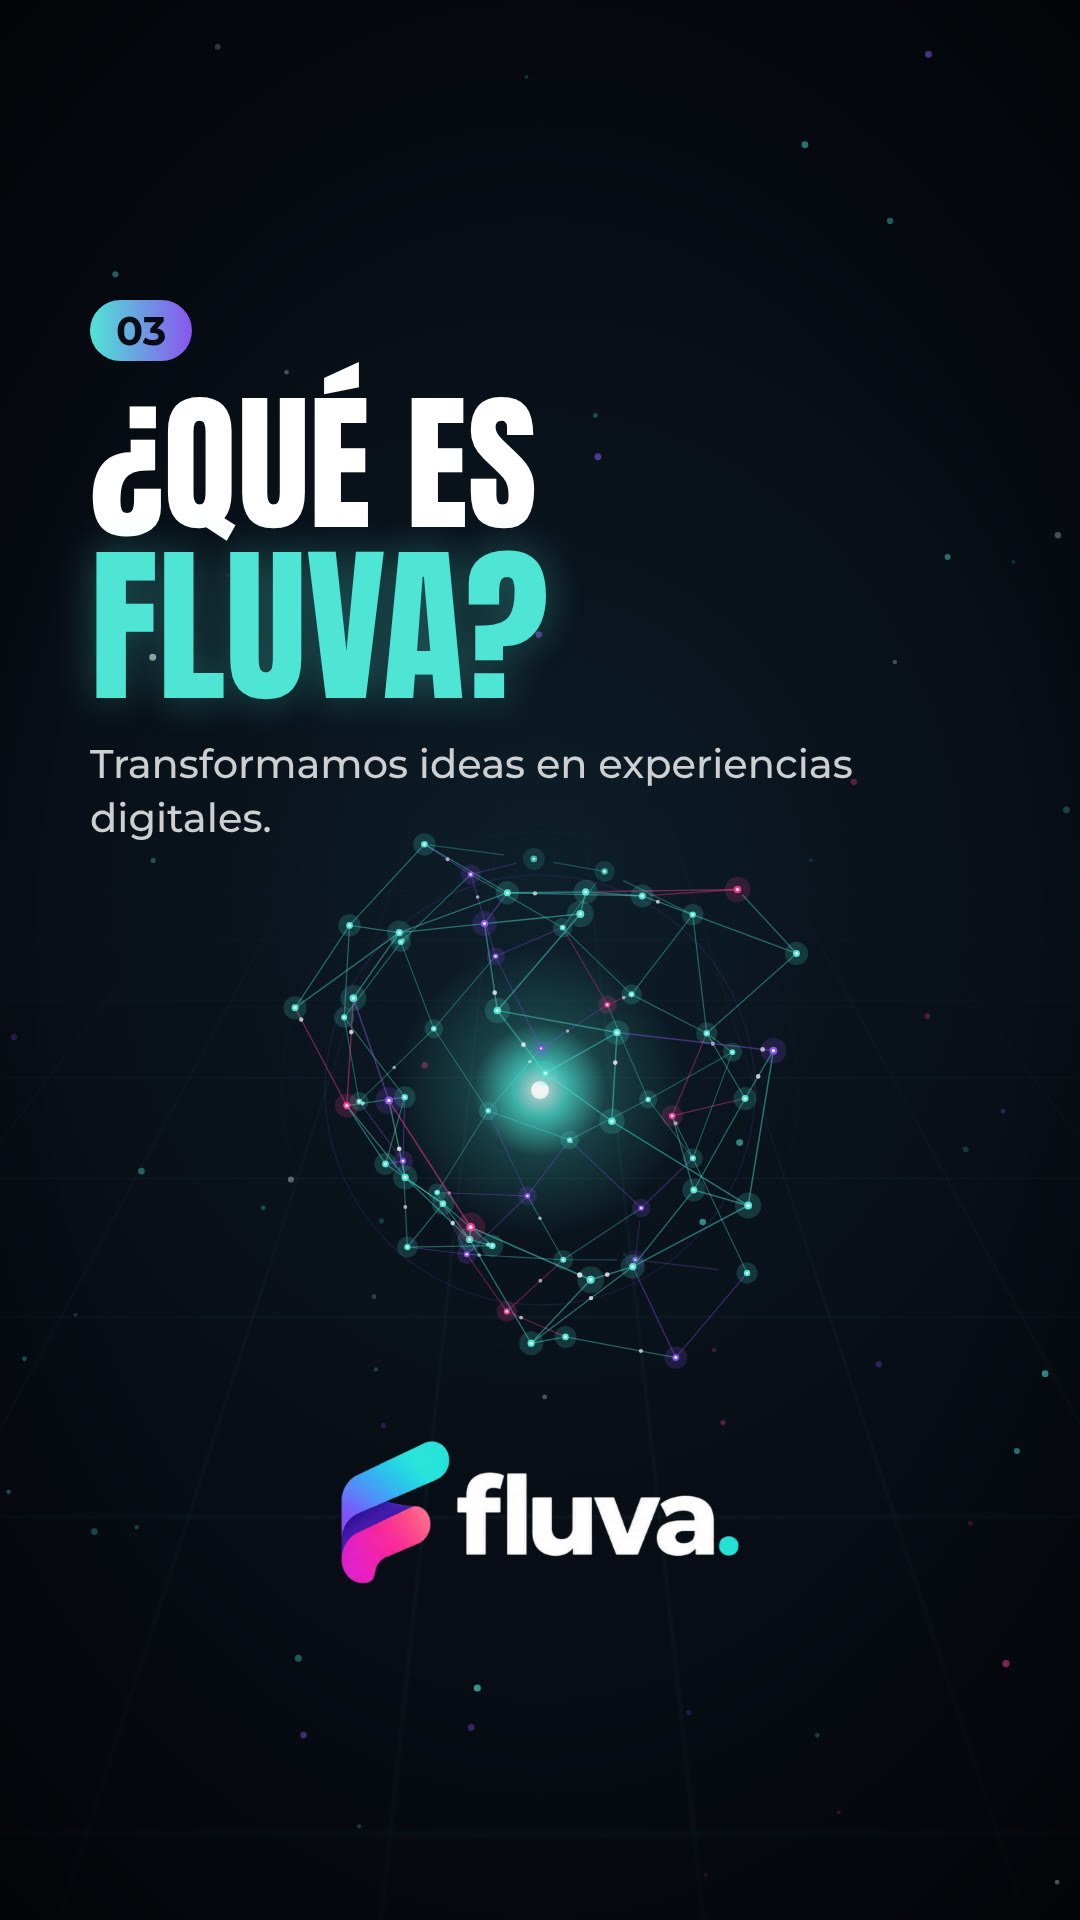 03
¿QUÉ ES
FLUVA?
Transformamos ideas en experiencias
digitales.
fluva.